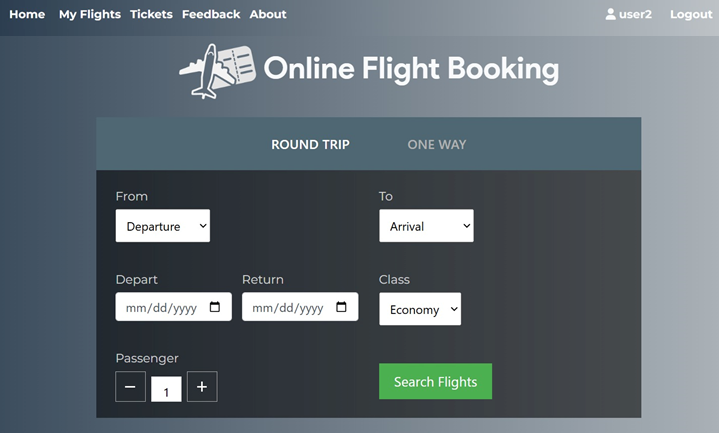 Home My Flights Tickets Feedback About user2 Logout
Online Flight Booking
ROUND TRIP ONE WAY
From To
Departure Arrival
Depart Return Class
mm/dd/yyyy mm/dd/yyyy Economy
Passenger
− 1 + Search Flights